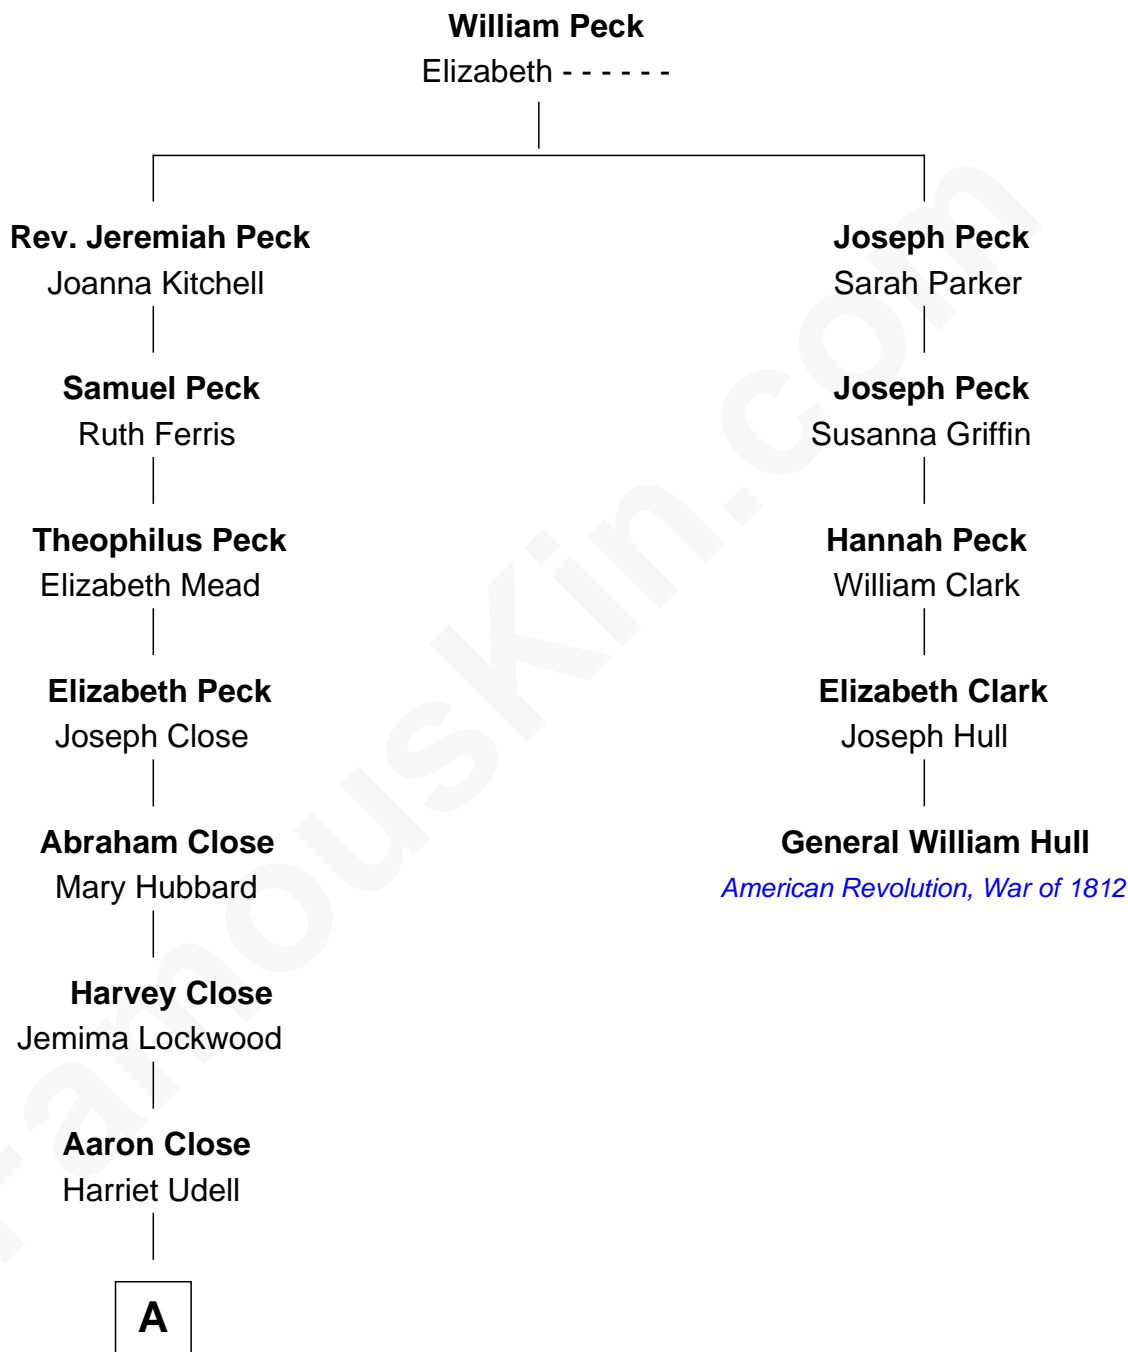 William Peck
Elizabeth - - - - - -
Rev. Jeremiah Peck
Joanna Kitchell
Joseph Peck
Sarah Parker
Samuel Peck
Ruth Ferris
Joseph Peck
Susanna Griffin
Theophilus Peck
Elizabeth Mead
Hannah Peck
William Clark
Elizabeth Peck
Joseph Close
Elizabeth Clark
Joseph Hull
Abraham Close
Mary Hubbard
General William Hull
American Revolution, War of 1812
Harvey Close
Jemima Lockwood
Aaron Close
Harriet Udell
A
FamousKin.com